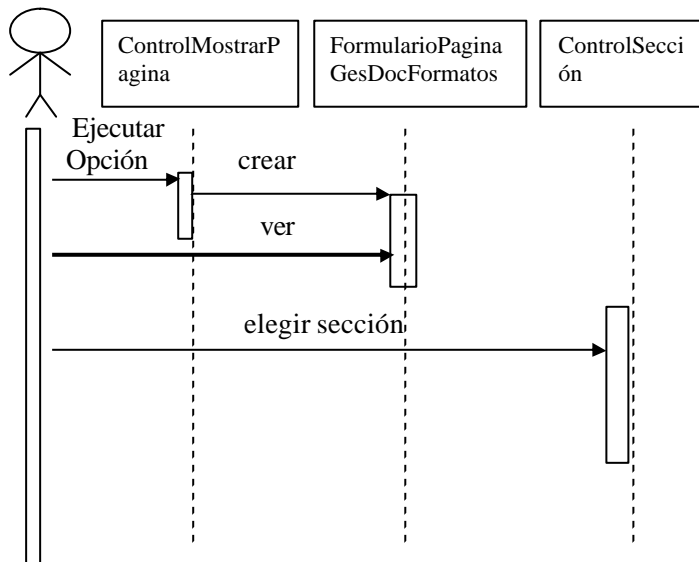 ControlMostrarP
agina
FormularioPagina
GesDocFormatos
ControlSecci
ón
Ejecutar
Opción
crear
ver
elegir sección